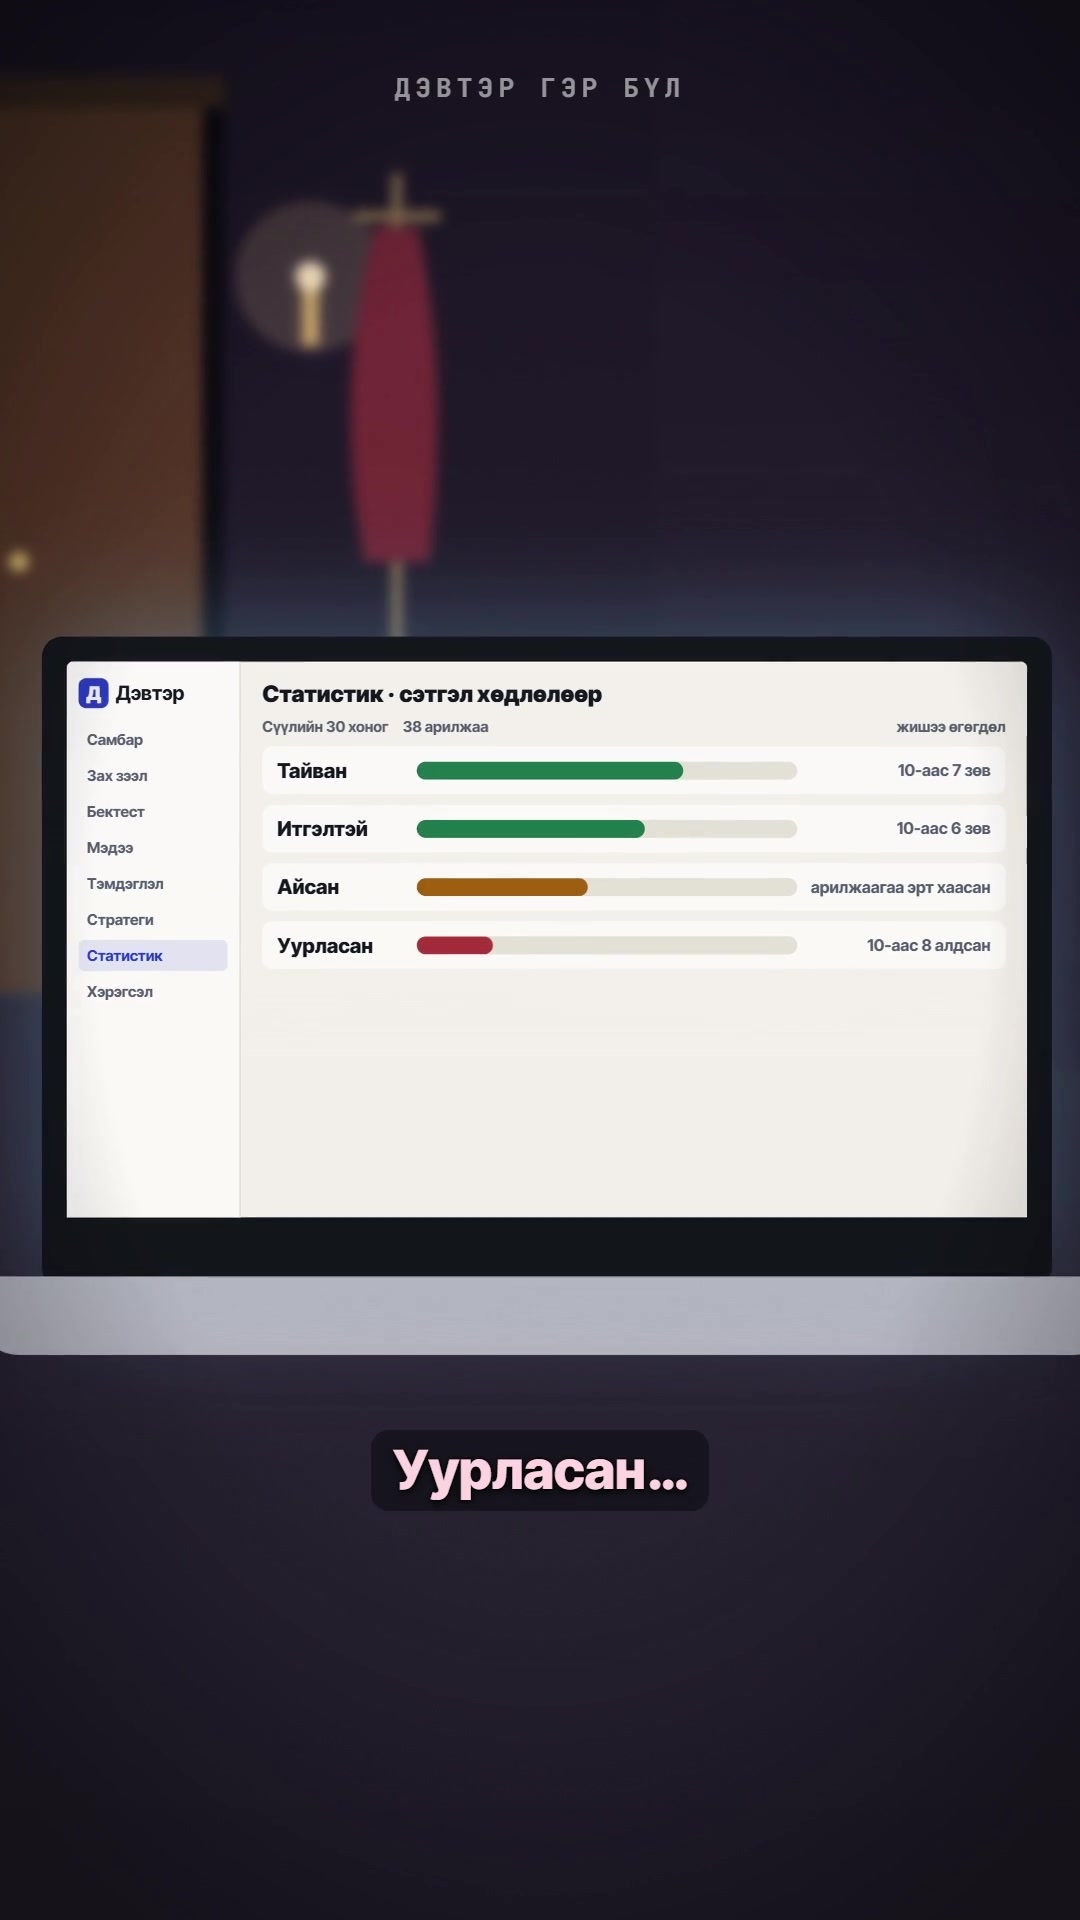 ДЭВТЭР ГЭР БҮЛ
Д Дэвтэр
Самбар
Зах зээл
Бектест
Мэдээ
Тэмдэглэл
Стратеги
Статистик
Хэрэгсэл
Статистик · сэтгэл хөдлөлөөр
Сүүлийн 30 хоног 38 арилжаа жишээ өгөгдөл
Тайван 10-аас 7 зөв
Итгэлтэй 10-аас 6 зөв
Айсан арилжаагаа эрт хаасан
Уурласан 10-аас 8 алдсан
Уурласан...